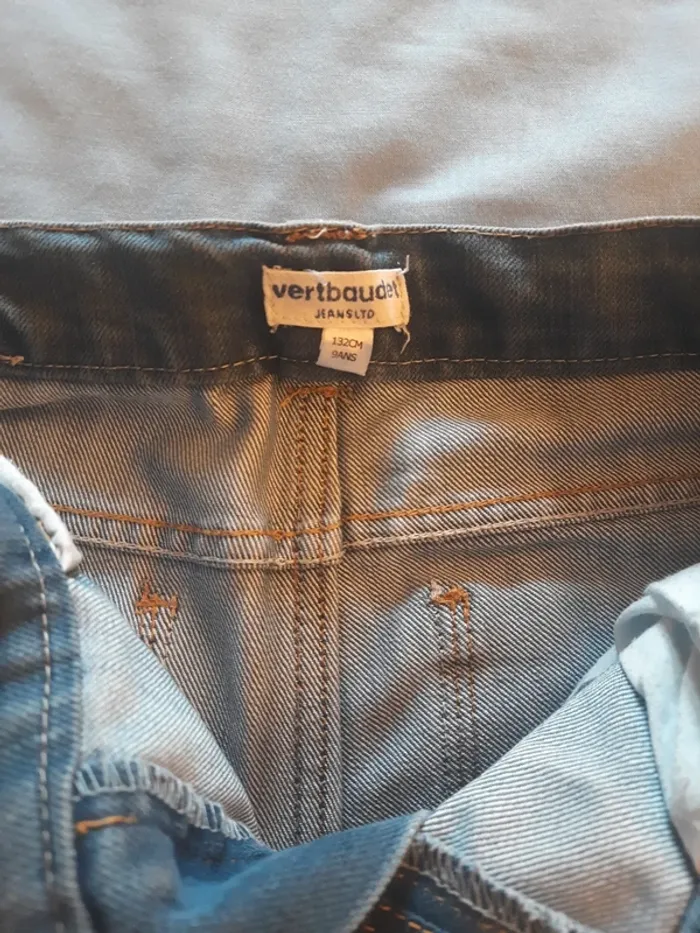 vertbaudet
JEANS LTD
132CM
9ANS